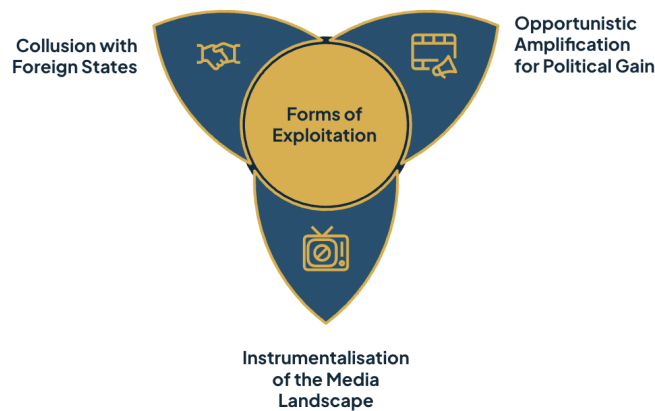 Collusion with
Foreign States
Opportunistic
Amplification
for Political Gain
Forms of
Exploitation
Instrumentalisation
of the Media
Landscape